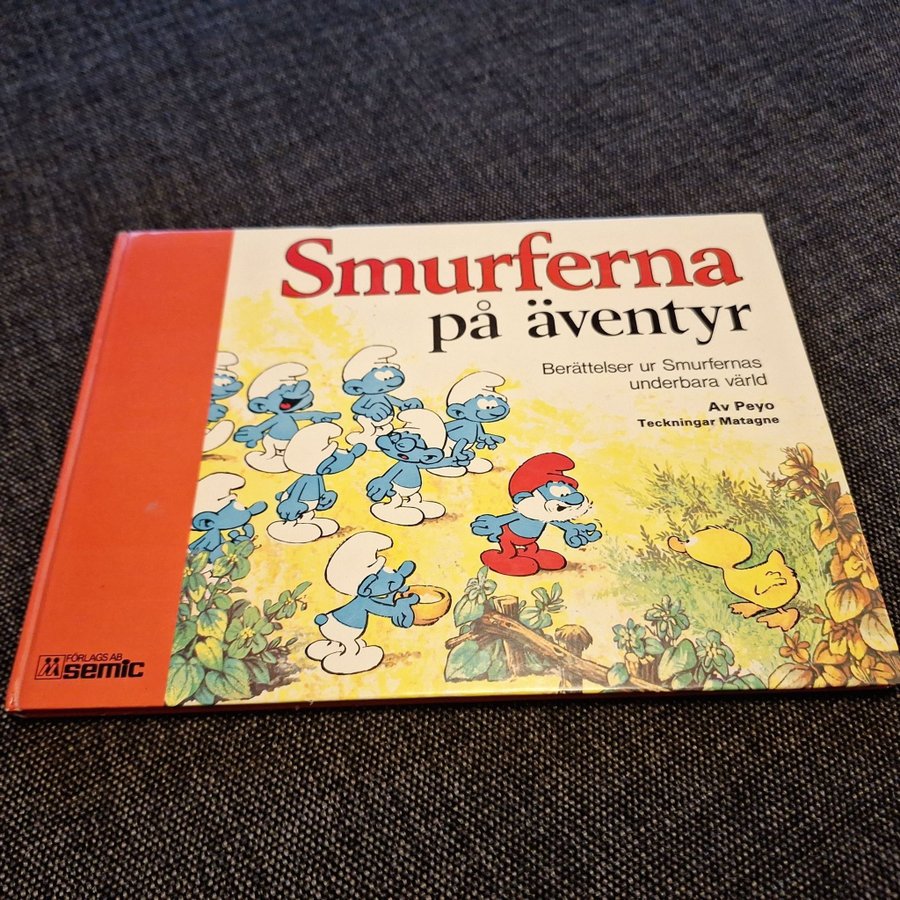 Smurferna
på äventyr
Berättelser ur Smurfernas
underbara värld
Av Peyo
Teckningar Matagne
FÖRLAGS AB
semic